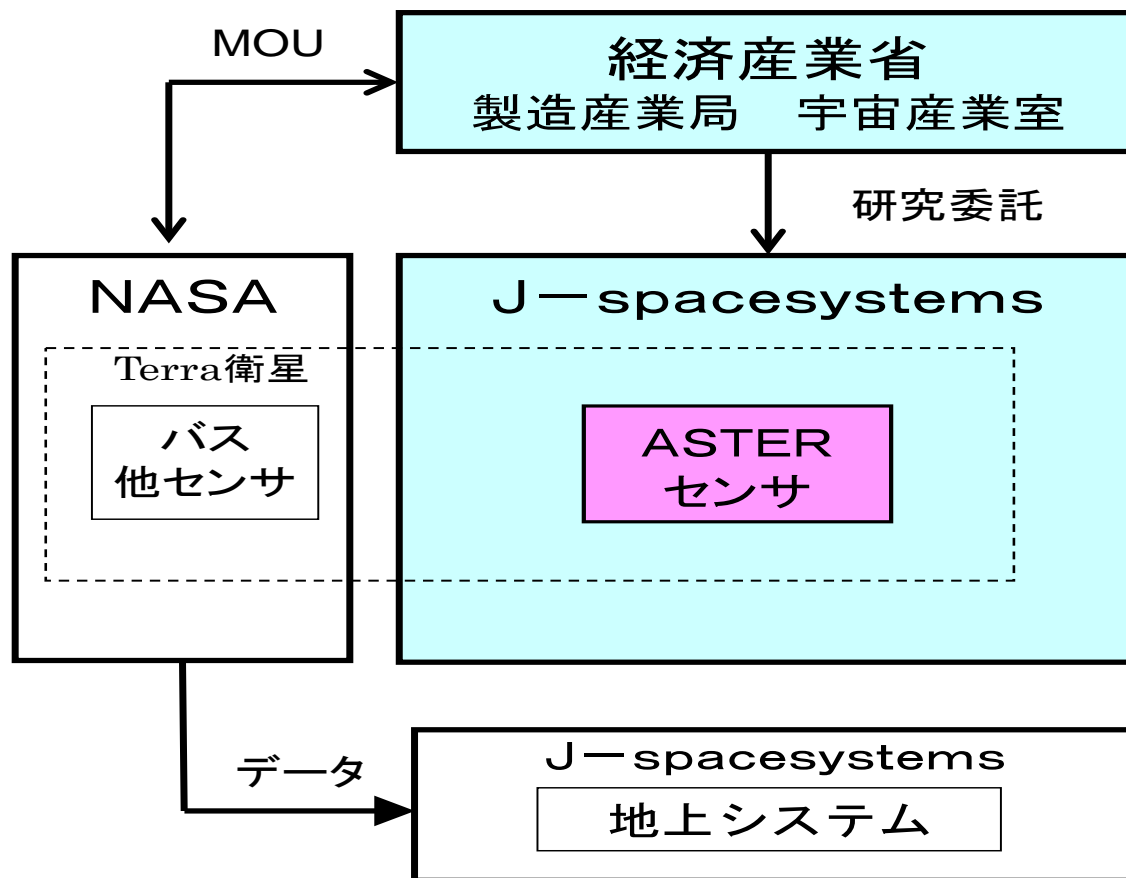 MOU
経済産業省
製造産業局　宇宙産業室
研究委託
NASA
J－spacesystems
Terra衛星
バス
他センサ
ASTER
センサ
データ
J－spacesystems
地上システム